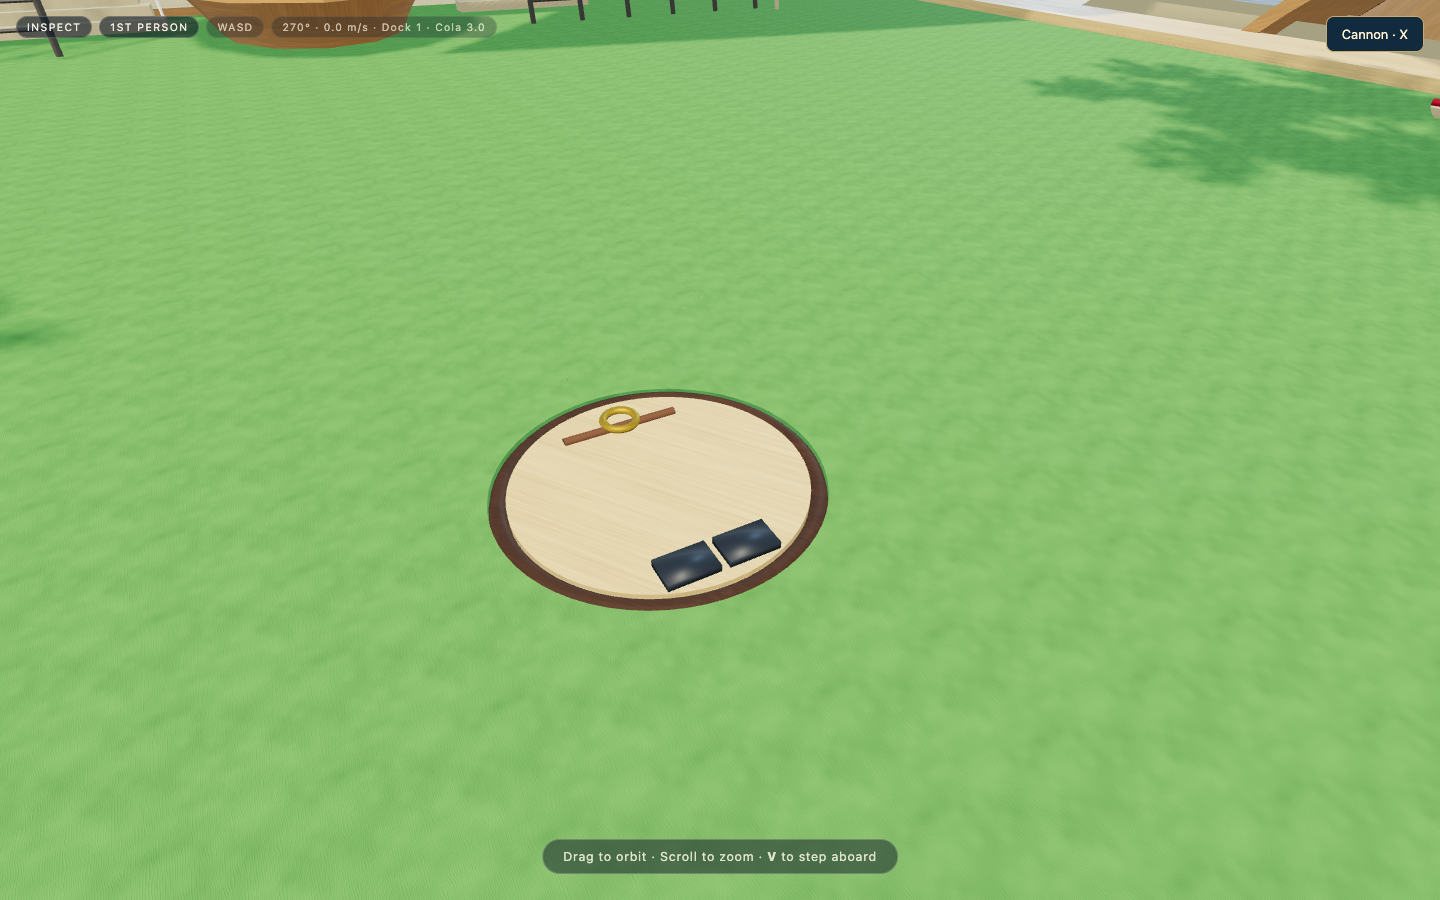 INSPECT
1ST PERSON
WASD
270° · 0.0 m/s · Dock 1 · Cola 3.0
Cannon · X
Drag to orbit · Scroll to zoom · V to step aboard